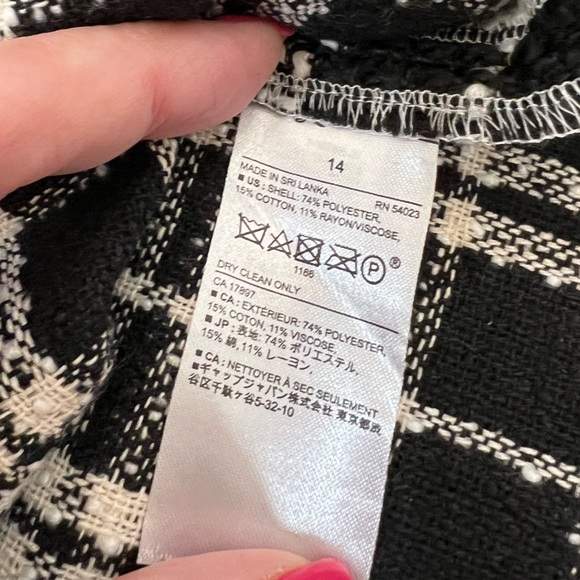 14
MADE IN SRI LANKA RN 54023
■ US : SHELL: 74% POLYESTER,
15% COTTON, 11% RAYON/VISCOSE,
P ®
1166
DRY CLEAN ONLY
CA 17897
■ CA : EXTÉRIEUR: 74% POLYESTER,
15% COTON, 11% VISCOSE
■ JP : 表地: 74% ポリエステル,
15% 綿, 11% レーヨン,
■ CA : NETTOYER À SEC SEULEMENT
■ギャップジャパン株式会社 東京都渋
谷区千駄ヶ谷5-32-10